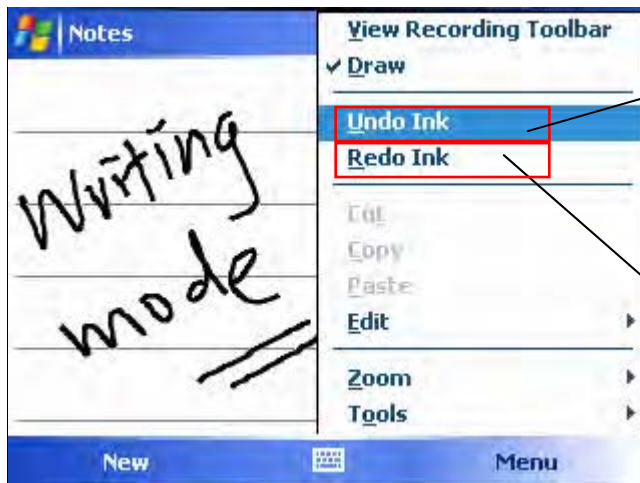 Notes
Writing
mode
View Recording Toolbar
Draw
Undo Ink
Redo Ink
Cut
Copy
Paste
Edit
Zoom
Tools
New
Menu